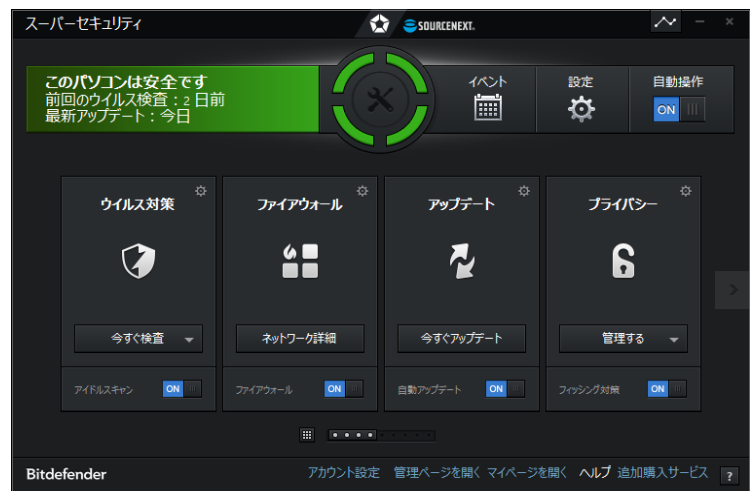 スーパーセキュリティ
SOURCENEXT.
このパソコンは安全です
前回のウイルス検査：2 日前
最新アップデート：今日
イベント
設定
自動操作
ON
ウイルス対策
ファイアウォール
アップデート
プライバシー
今すぐ検査
ネットワーク詳細
今すぐアップデート
管理する
アイドルスキャン ON
ファイアウォール ON
自動アップデート ON
フィッシング対策 ON
Bitdefender
アカウント設定 管理ページを開く マイページを開く ヘルプ 追加購入サービス ?